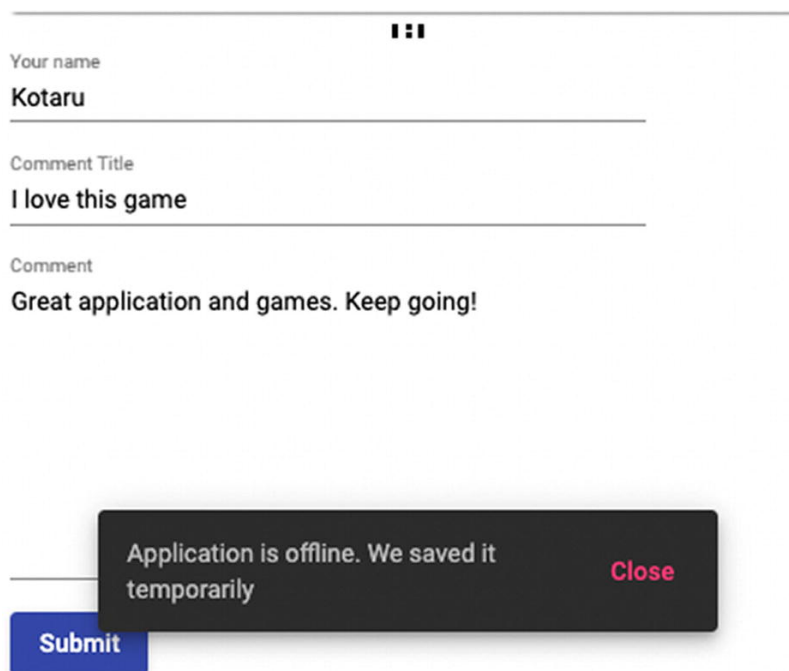 Your name
Kotaru
Comment Title
I love this game
Comment
Great application and games. Keep going!
Application is offline. We saved it
temporarily
Close
Submit